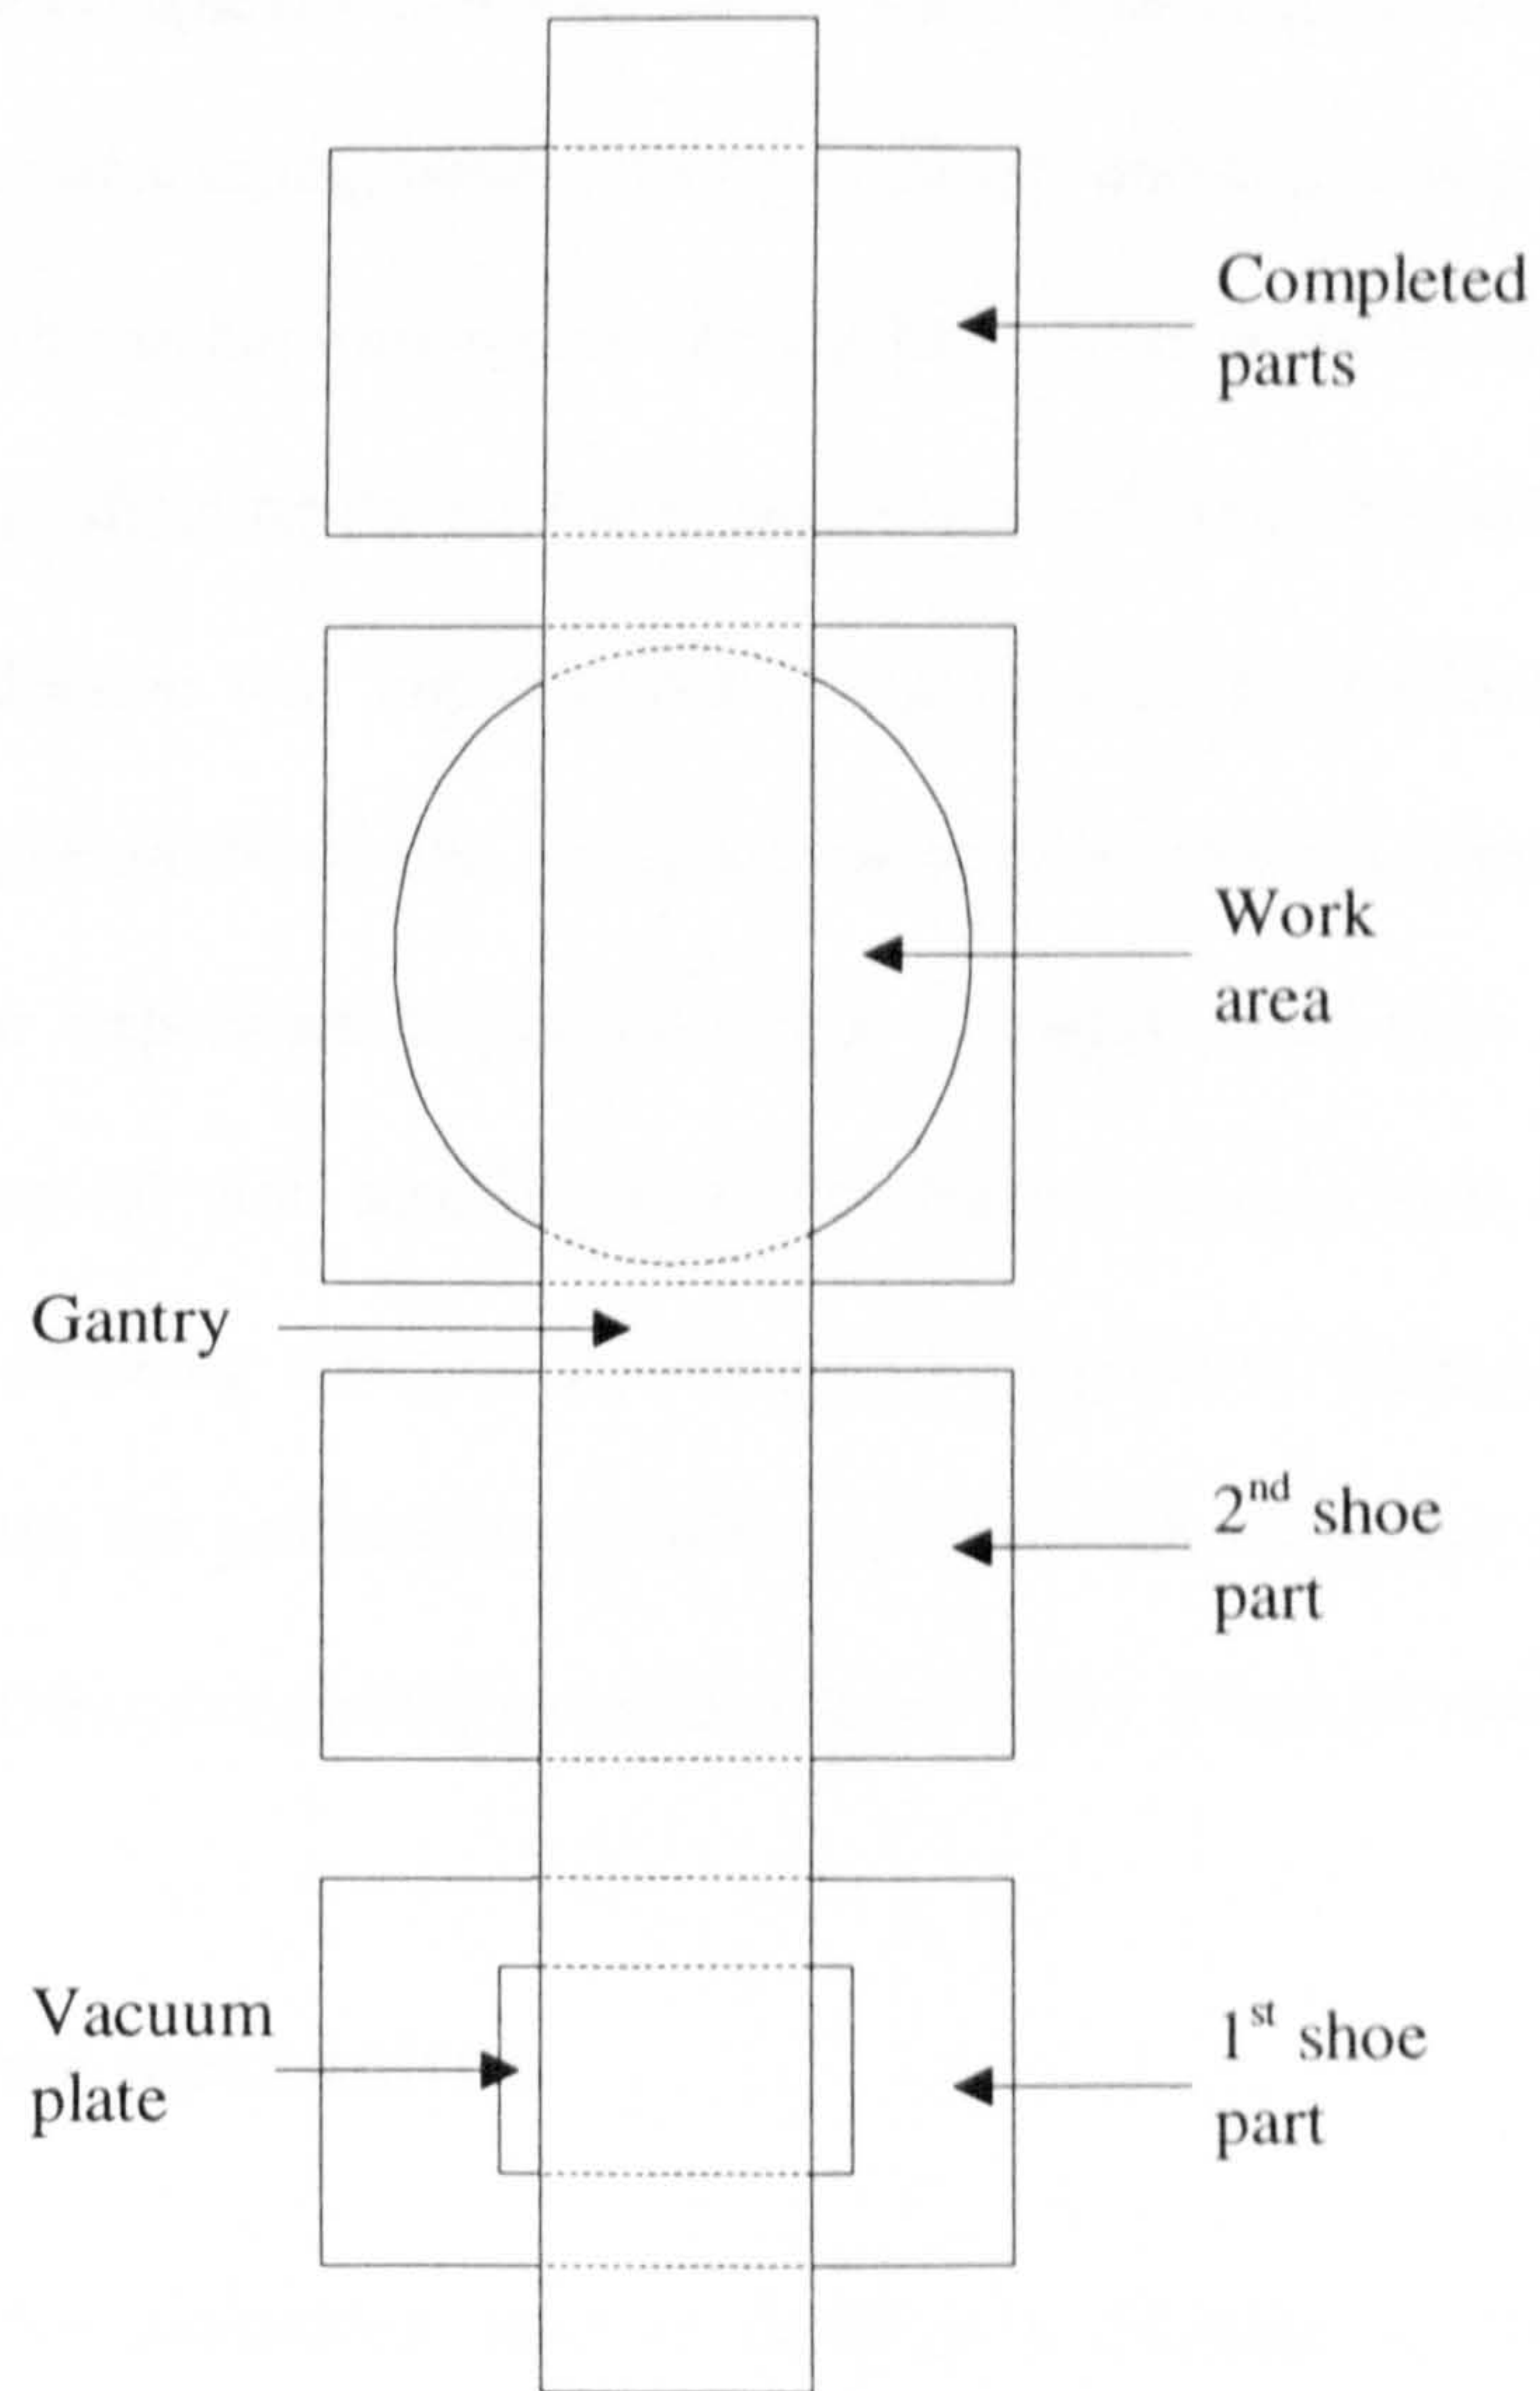 Completed
parts
Work
area
Gantry
2nd shoe
part
Vacuum
plate
1st shoe
part